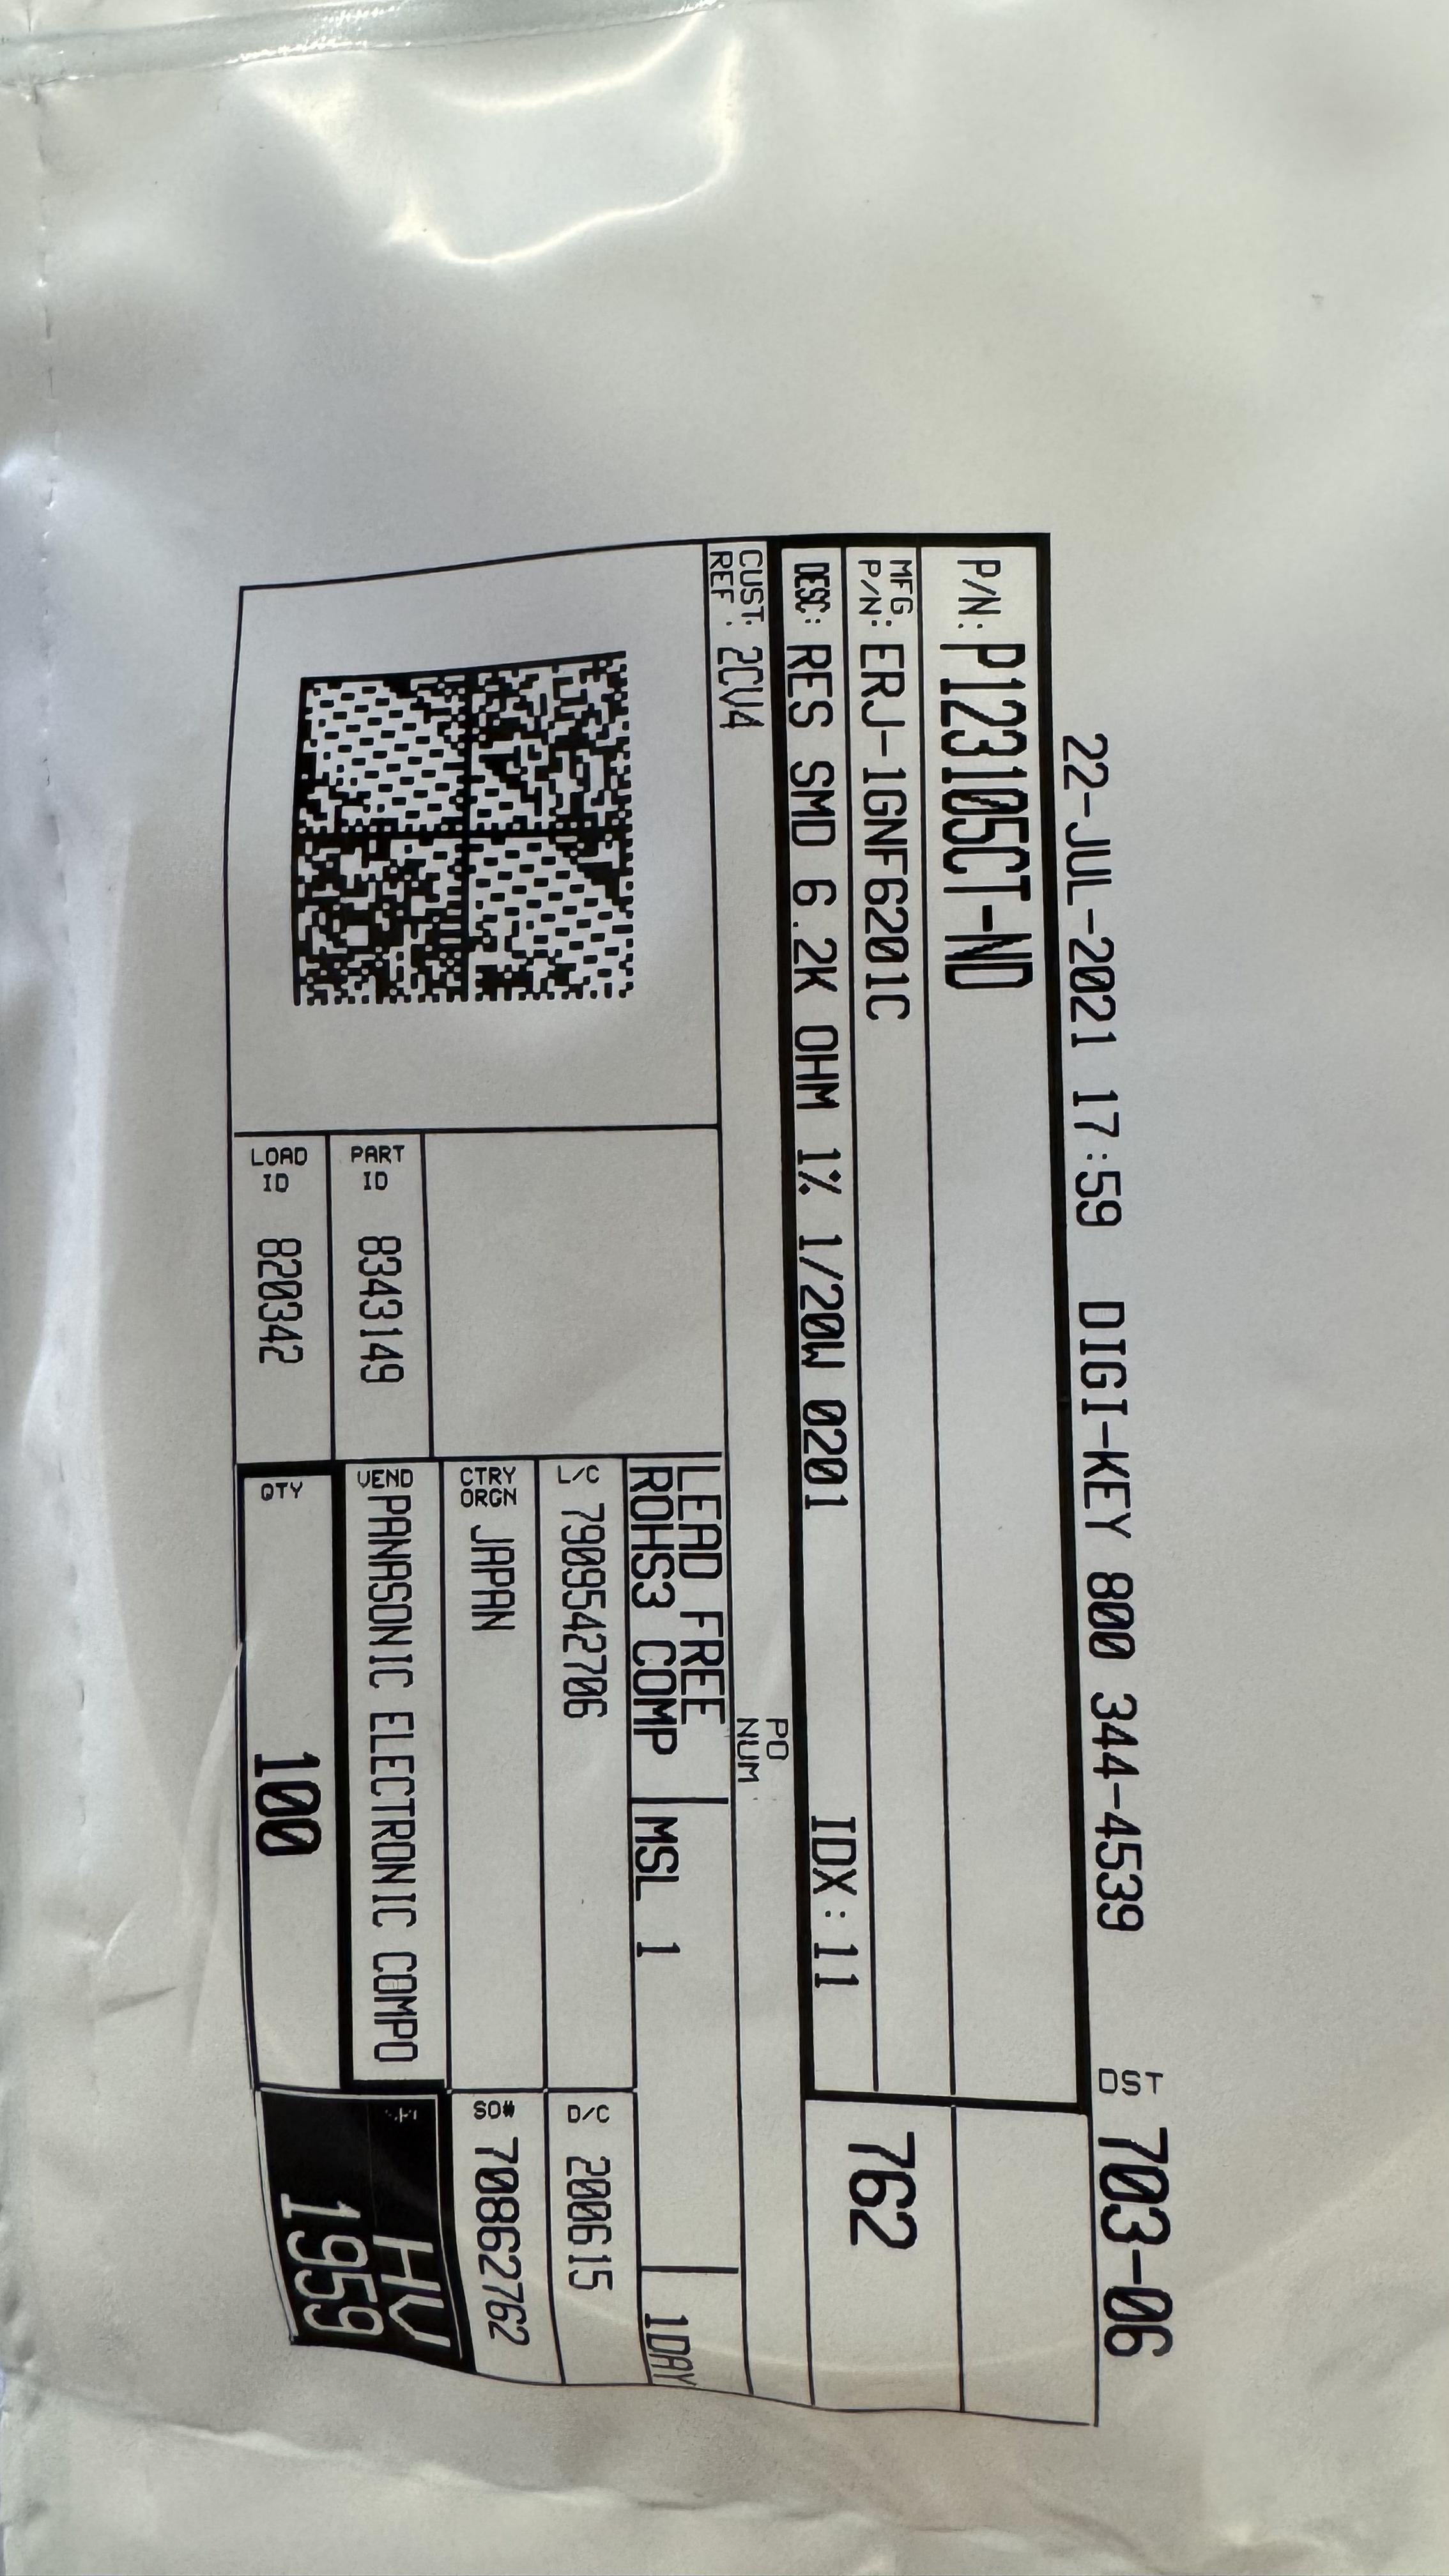 22-JUL-2021 17:59 DIGI-KEY 800 344-4539 DST 703-06
P/N: P123105CT-ND
MFG P/N: ERJ-1GNF6201C
762
DESC: RES SMD 6.2K OHM 1% 1/20W 0201 IDX:11
CUST. REF: 2CV4
PO NUM.
LEAD FREE
ROHS3 COMP
MSL 1
1DAY
L/C 7909542706
D/C 200615
CTRY ORGN JAPAN
SO# 70862762
PART ID 8343149
VEND PANASONIC ELECTRONIC COMPO
LOAD ID 820342
QTY 100
HV
1959